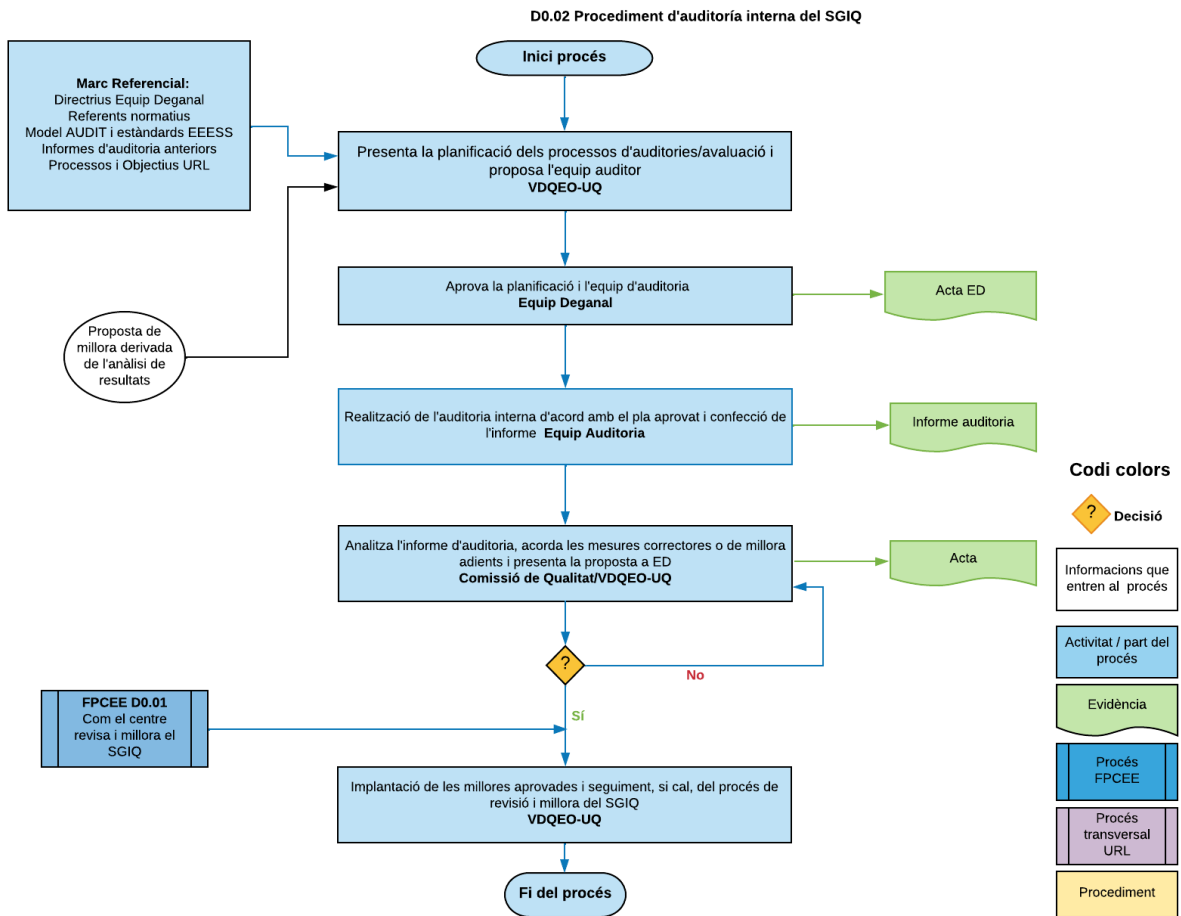 D0.02 Procediment d'auditoría interna del SGIQ
Inici procés
Marc Referencial:
Directrius Equip Deganal
Referents normatius
Model AUDIT i estàndards EEESS
Informes d'auditoria anteriors
Processos i Objectius URL
Presenta la planificació dels processos d'auditories/avaluació i
proposa l'equip auditor
VDQEO-UQ
Aprova la planificació i l'equip d'auditoria
Equip Deganal
Acta ED
Proposta de
millora derivada
de l'anàlisi de
resultats
Realització de l'auditoria interna d'acord amb el pla aprovat i confecció de
l'informe  Equip Auditoria
Informe auditoria
Analitza l'informe d'auditoria, acorda les mesures correctores o de millora
adients i presenta la proposta a ED
Comissió de Qualitat/VDQEO-UQ
Acta
?
No
Sí
FPCEE D0.01
Com el centre
revisa i millora el
SGIQ
Implantació de les millores aprovades i seguiment, si cal, del procés de
revisió i millora del SGIQ
VDQEO-UQ
Fi del procés
Codi colors
?
Decisió
Informacions que
entren al  procés
Activitat / part del
procés
Evidència
Procés
FPCEE
Procés
transversal
URL
Procediment